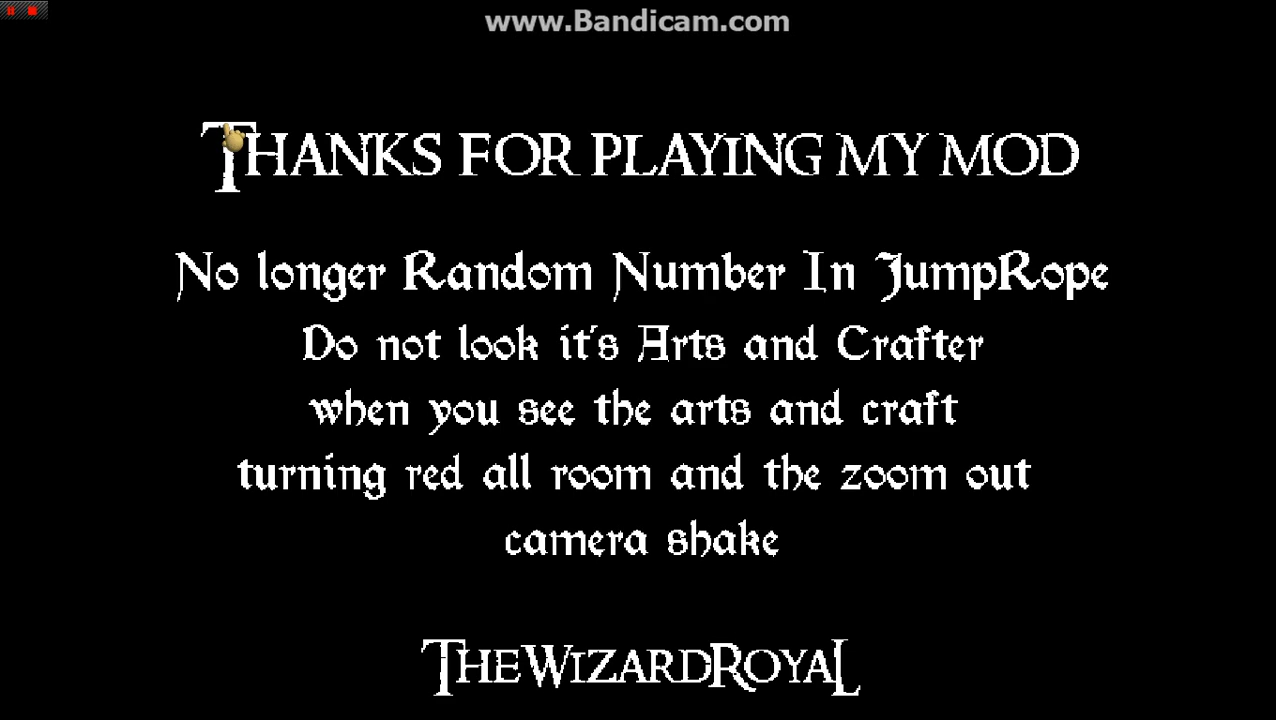 www.Bandicam.com
THANKS FOR PLAYING MY MOD
No longer Random Number In JumpRope
Do not look it's Arts and Crafter
when you see the arts and craft
turning red all room and the zoom out
camera shake
THEWIZARDROYAL